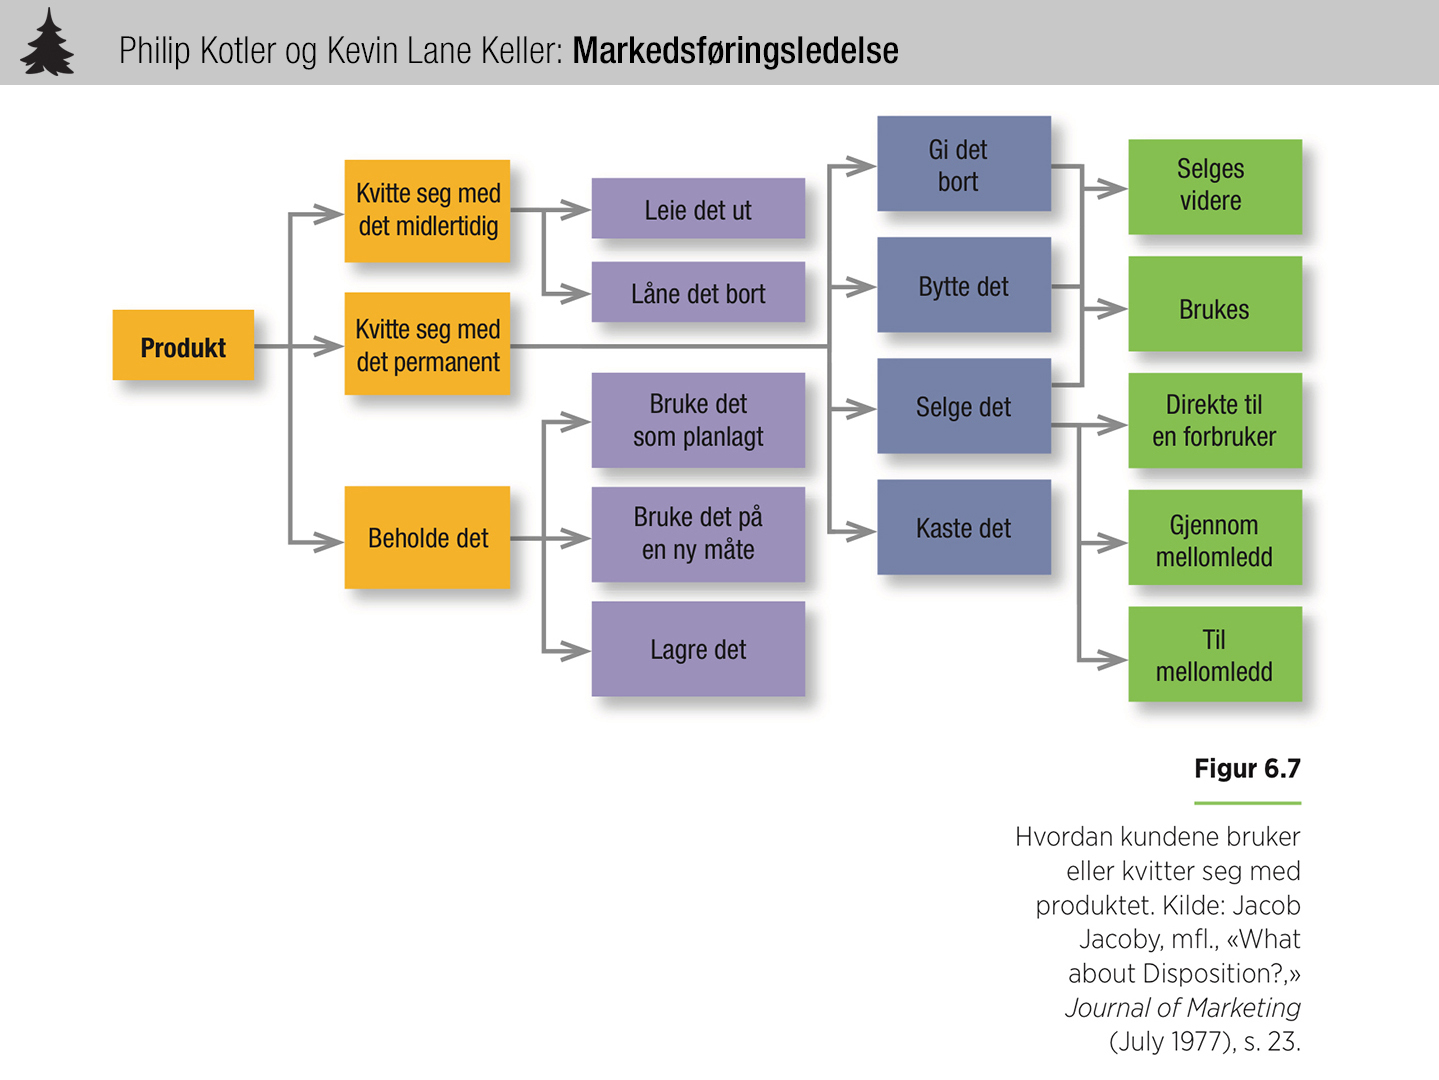 Philip Kotler og Kevin Lane Keller: Markedsføringsledelse
Produkt
Kvitte seg med
det midlertidig
Kvitte seg med
det permanent
Beholde det
Leie det ut
Låne det bort
Bruke det
som planlagt
Bruke det på
en ny måte
Lagre det
Gi det
bort
Bytte det
Selge det
Kaste det
Selges
videre
Brukes
Direkte til
en forbruker
Gjennom
mellomledd
Til
mellomledd
Figur 6.7
Hvordan kundene bruker
eller kvitter seg med
produktet. Kilde: Jacob
Jacoby, mfl., «What
about Disposition?,»
Journal of Marketing
(July 1977), s. 23.